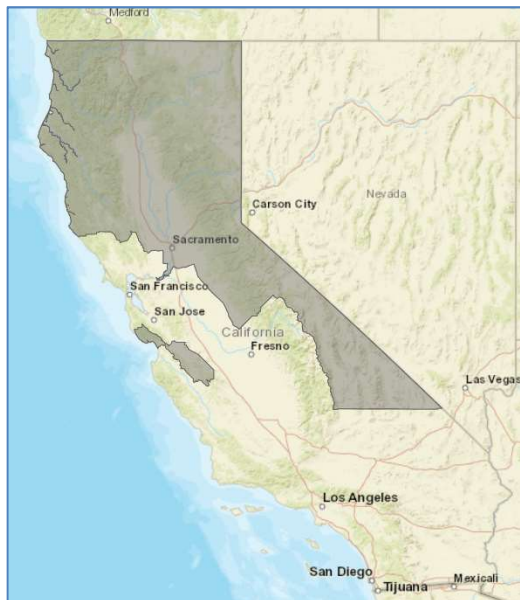 Medford
Carson City
Nevada
Sacramento
San Francisco
San Jose
California
Fresno
Las Vegas
Los Angeles
San Diego
Tijuana
Mexicali